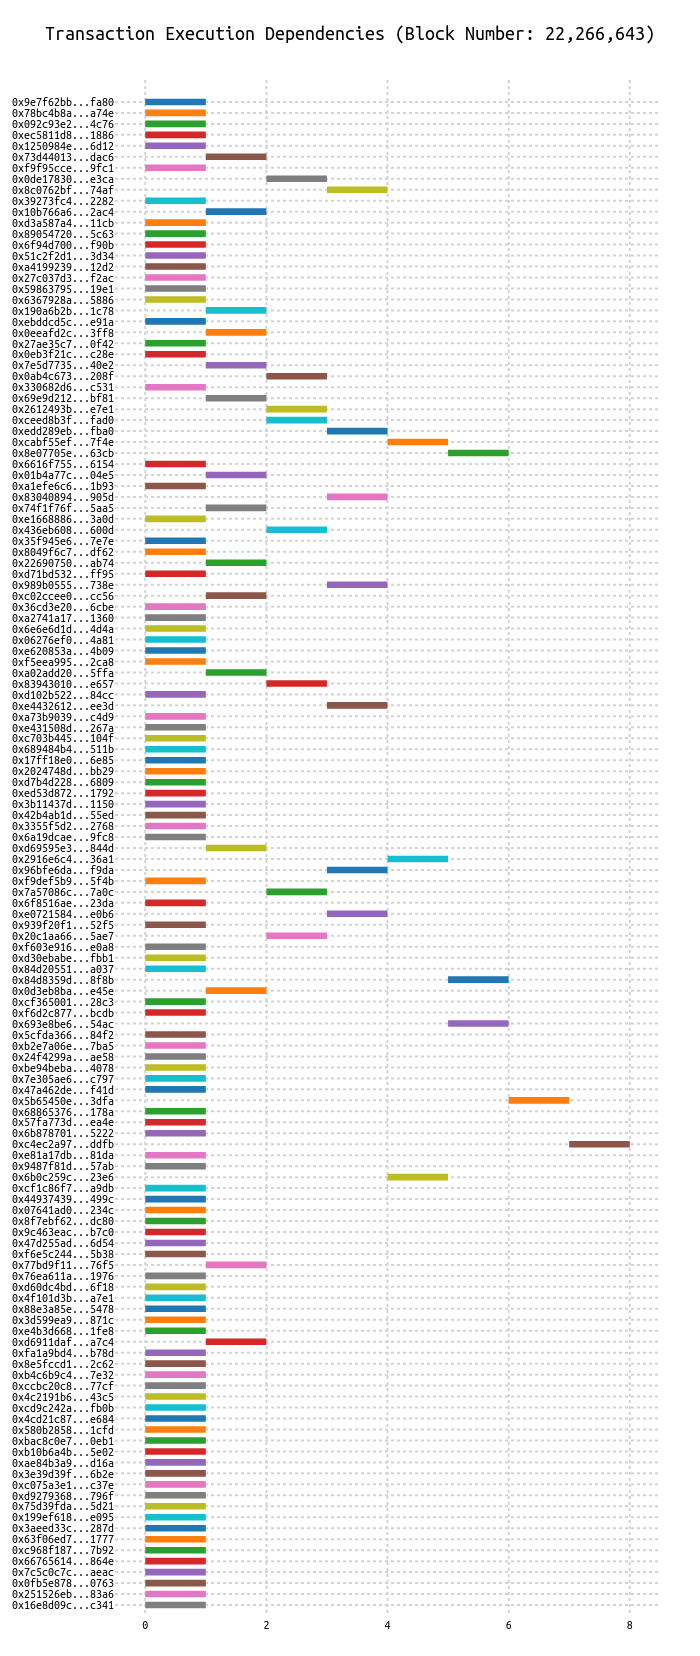 Transaction Execution Dependencies (Block Number: 22,266,643)
0x9e7f62bb...fa80
0x78bc4b8a...a74e
0x092c93e2...4c76
0xec5811d8...1886
0x1250984e...6d12
0x73d44013...dac6
0xf9f95cce...9fc1
0x0de17830...e3ca
0x8c0762bf...74af
0x39273fc4...2282
0x10b766a6...2ac4
0xd3a587a4...11cb
0x89054720...5c63
0x6f94d700...f90b
0x51c2f2d1...3d34
0xa4199239...12d2
0x27c037d3...f2ac
0x59863795...19e1
0x6367928a...5886
0x190a6b2b...1c78
0xebddcd5c...e91a
0x0eeafd2c...3ff8
0x27ae35c7...0f42
0x0eb3f21c...c28e
0x7e5d7735...40e2
0x0ab4c673...208f
0x330682d6...c531
0x69e9d212...bf81
0x2612493b...e7e1
0xceed8b3f...fad0
0xedd289eb...fba0
0xcabf55ef...7f4e
0x8e07705e...63cb
0x6616f755...6154
0x01b4a77c...04e5
0xa1efe6c6...1b93
0x83040894...905d
0x74f1f76f...5aa5
0xe1668886...3a0d
0x436eb608...600d
0x35f945e6...7e7e
0x8049f6c7...df62
0x22690750...ab74
0xd71bd532...ff95
0x989b0555...738e
0xc02ccee0...cc56
0x36cd3e20...6cbe
0xa2741a17...1360
0x6e6e6d1d...4d4a
0x06276ef0...4a81
0xe620853a...4b09
0xf5eea995...2ca8
0xa02add20...5ffa
0x83943010...e657
0xd102b522...84cc
0xe4432612...ee3d
0xa73b9039...c4d9
0xe431508d...267a
0xc703b445...104f
0x689484b4...511b
0x17ff18e0...6e85
0x2024748d...bb29
0xd7b4d228...6809
0xed53d872...1792
0x3b11437d...1150
0x42b4ab1d...55ed
0x3355f5d2...2768
0x6a19dcae...9fc8
0xd69595e3...844d
0x2916e6c4...36a1
0x96bfe6da...f9da
0xf9def5b9...5f4b
0x7a57086c...7a0c
0x6f8516ae...23da
0xe0721584...e0b6
0x939f20f1...52f5
0x20c1aa66...5ae7
0xf603e916...e0a8
0xd30ebabe...fbb1
0x84d20551...a037
0x84d8359d...8f8b
0x0d3eb8ba...e45e
0xcf365001...28c3
0xf6d2c877...bcdb
0x693e8be6...54ac
0x5cfda366...84f2
0xb2e7a06e...7ba5
0x24f4299a...ae58
0xbe94beba...4078
0x7e305ae6...c797
0x47a462de...f41d
0x5b65450e...3dfa
0x68865376...178a
0x57fa773d...ea4e
0x6b878701...5222
0xc4ec2a97...ddfb
0xe81a17db...81da
0x9487f81d...57ab
0x6b0c259c...23e6
0xcf1c86f7...a9db
0x44937439...499c
0x07641ad0...234c
0x8f7ebf62...dc80
0x9c463eac...b7c0
0x47d255ad...6d54
0xf6e5c244...5b38
0x77bd9f11...76f5
0x76ea611a...1976
0xd60dc4bd...6f18
0x4f101d3b...a7e1
0x88e3a85e...5478
0x3d599ea9...871c
0xe4b3d668...1fe8
0xd6911daf...a7c4
0xfa1a9bd4...b78d
0x8e5fccd1...2c62
0xb4c6b9c4...7e32
0xccbc20c8...77cf
0x4c2191b6...43c5
0xcd9c242a...fb0b
0x4cd21c87...e684
0x580b2858...1cfd
0xbac8c0e7...0eb1
0xb10b6a4b...5e02
0xae84b3a9...d16a
0x3e39d39f...6b2e
0xc075a3e1...c37e
0xd9279368...796f
0x75d39fda...5d21
0x199ef618...e095
0x3aeed33c...287d
0x63f06ed7...1777
0xc968f187...7b92
0x66765614...864e
0x7c5c0c7c...aeac
0x0fb5e878...0763
0x251526eb...83a6
0x16e8d09c...c341
0 2 4 6 8